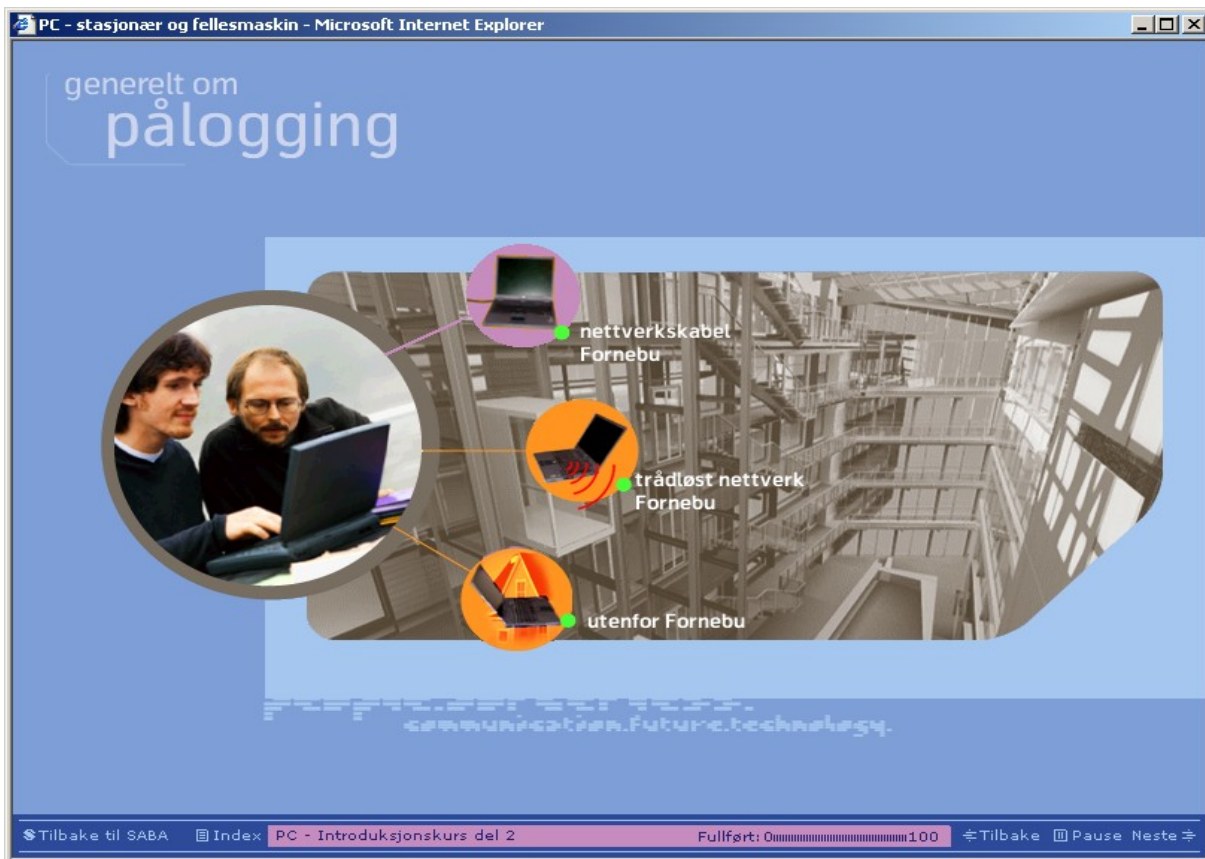 PC - stasjonær og fellesmaskin - Microsoft Internet Explorer
generelt om
pålogging
nettverkskabel
Fornebu
trådløst nettverk
Fornebu
utenfor Fornebu
communication.future.technology.
Tilbake til SABA Index PC - Introduksjonskurs del 2 Fullført: 0 100 Tilbake Pause Neste